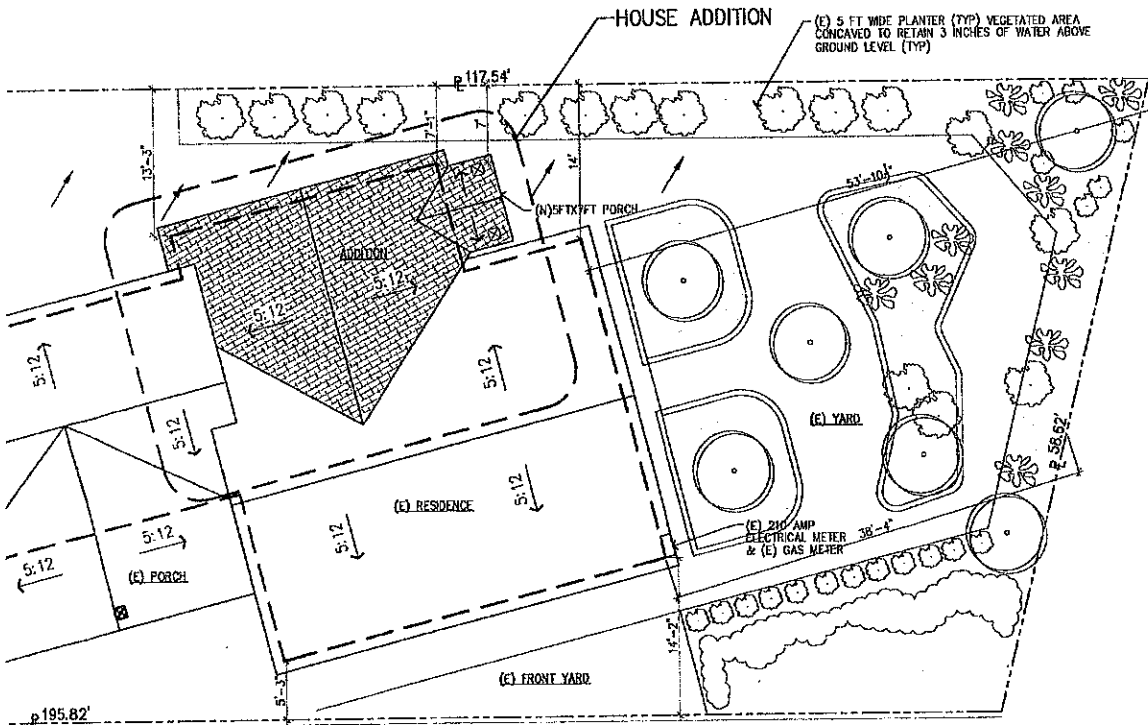 HOUSE ADDITION
(E) 5 FT WIDE PLANTER (TYP) VEGETATED AREA
CONCAVED TO RETAIN 3 INCHES OF WATER ABOVE
GROUND LEVEL (TYP)
117.54'
13'-3"
7'-1"
7'
14'
53'-10½"
(N)5FTX7FT PORCH
ADDITION
5:12
5:12
5:12
5:12
5:12
(E) YARD
58.62'
(E) RESIDENCE
5:12
5:12
(E) 210 AMP
ELECTRICAL METER
& (E) GAS METER
38'-4"
5:12
5:12
(E) PORCH
14'-2"
5'-3"
(E) FRONT YARD
195.82'